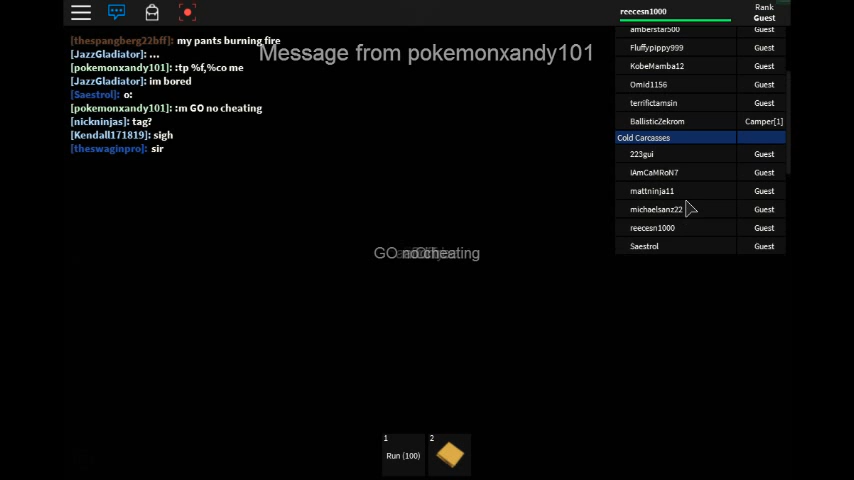 [thespangberg22bff]: my pants burning fire
[JazzGladiator]: ...
[pokemonxandy101]: :tp %f,%co me
[JazzGladiator]: im bored
[Saestrol]: o:
[pokemonxandy101]: :m GO no cheating
[nickninjas]: tag?
[Kendall171819]: sigh
[theswaginpro]: sir
Message from pokemonxandy101
GO no cheating
reecesn1000
Rank
Guest
amberstar500 Guest
Fluffypippy999 Guest
KobeMamba12 Guest
Omid1156 Guest
terrifictamsin Guest
BallisticZekrom Camper[1]
Cold Carcasses
223gui Guest
IAmCaMRoN7 Guest
mattninja11 Guest
michaelsanz22 Guest
reecesn1000 Guest
Saestrol Guest
1
Run (100)
2